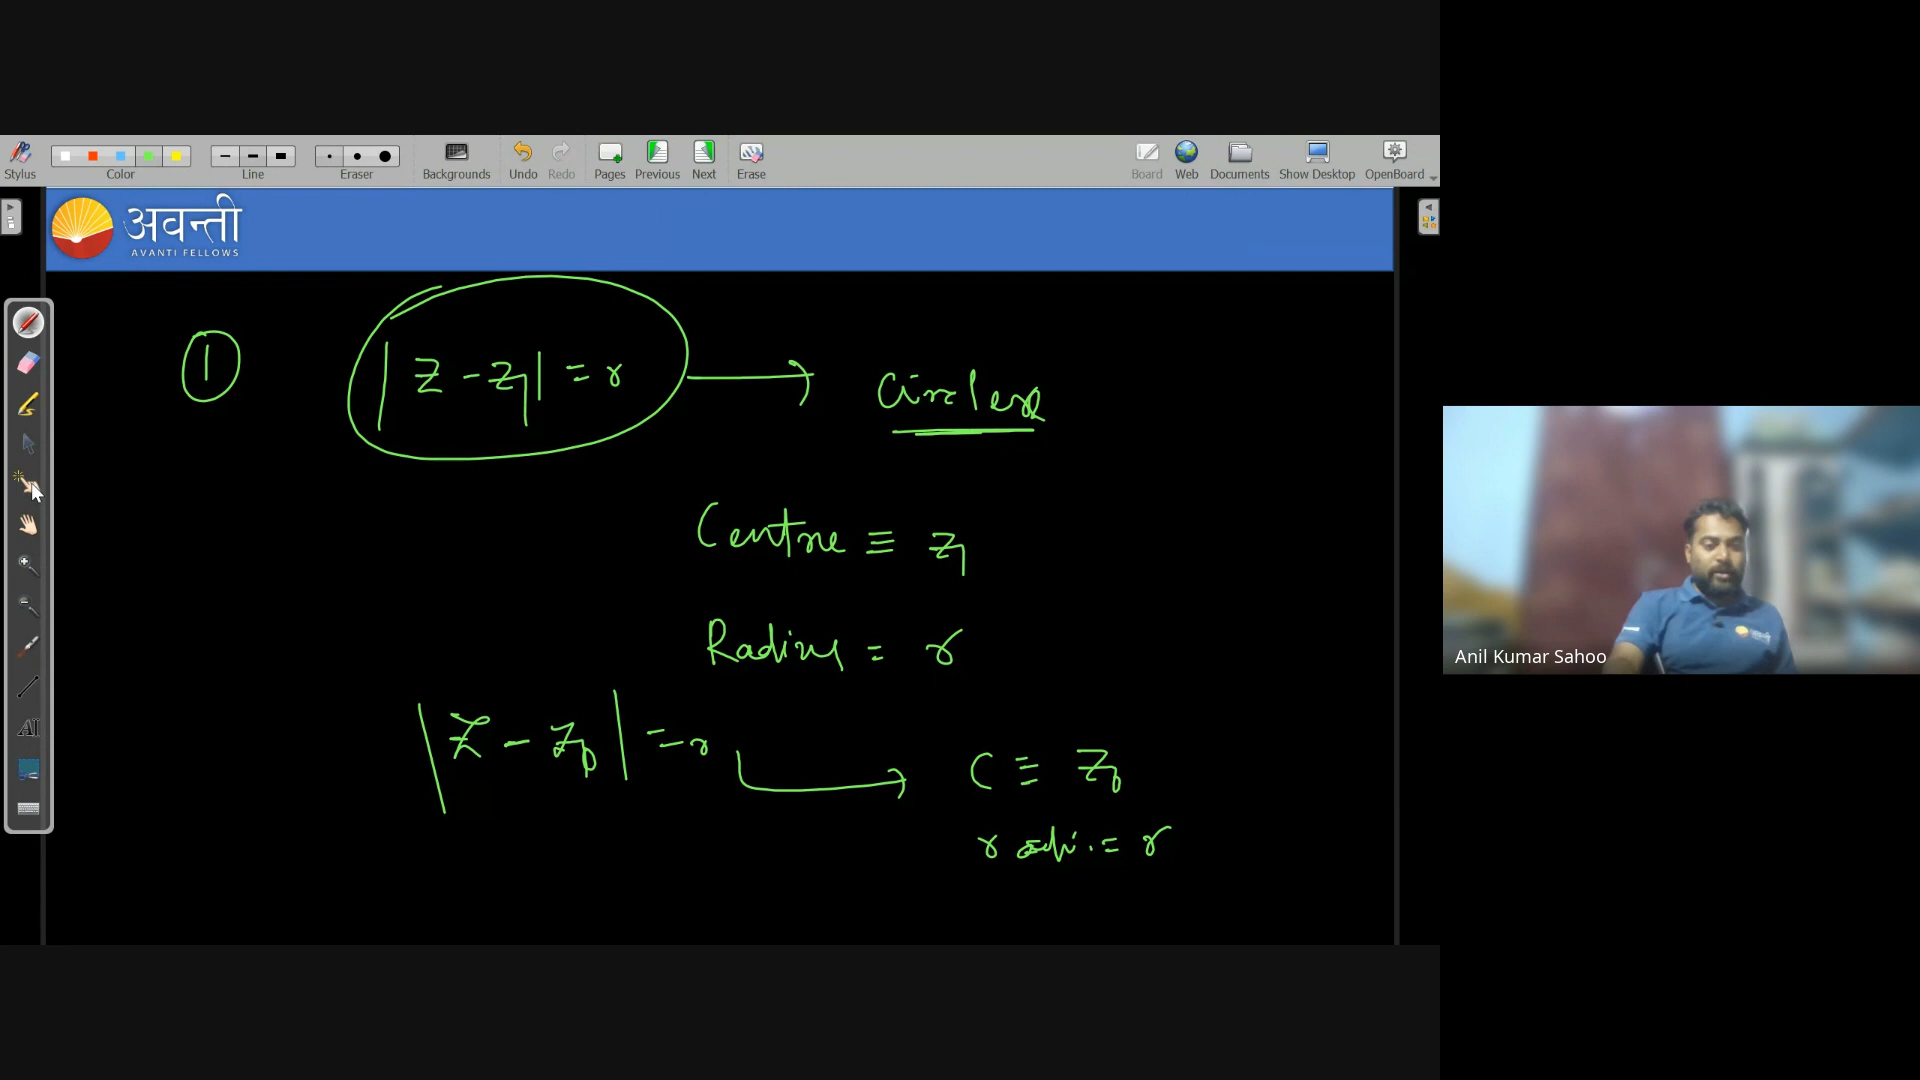 Stylus Color Line Eraser Backgrounds Undo Redo Pages Previous Next Erase Board Web Documents Show Desktop OpenBoard
अवन्ती
AVANTI FELLOWS
① |z - z₁| = r → 
Centre ≡ z₁
Radius = r
|z - z₀| = r → C ≡ z₀
radi. = r
AI
Anil Kumar Sahoo